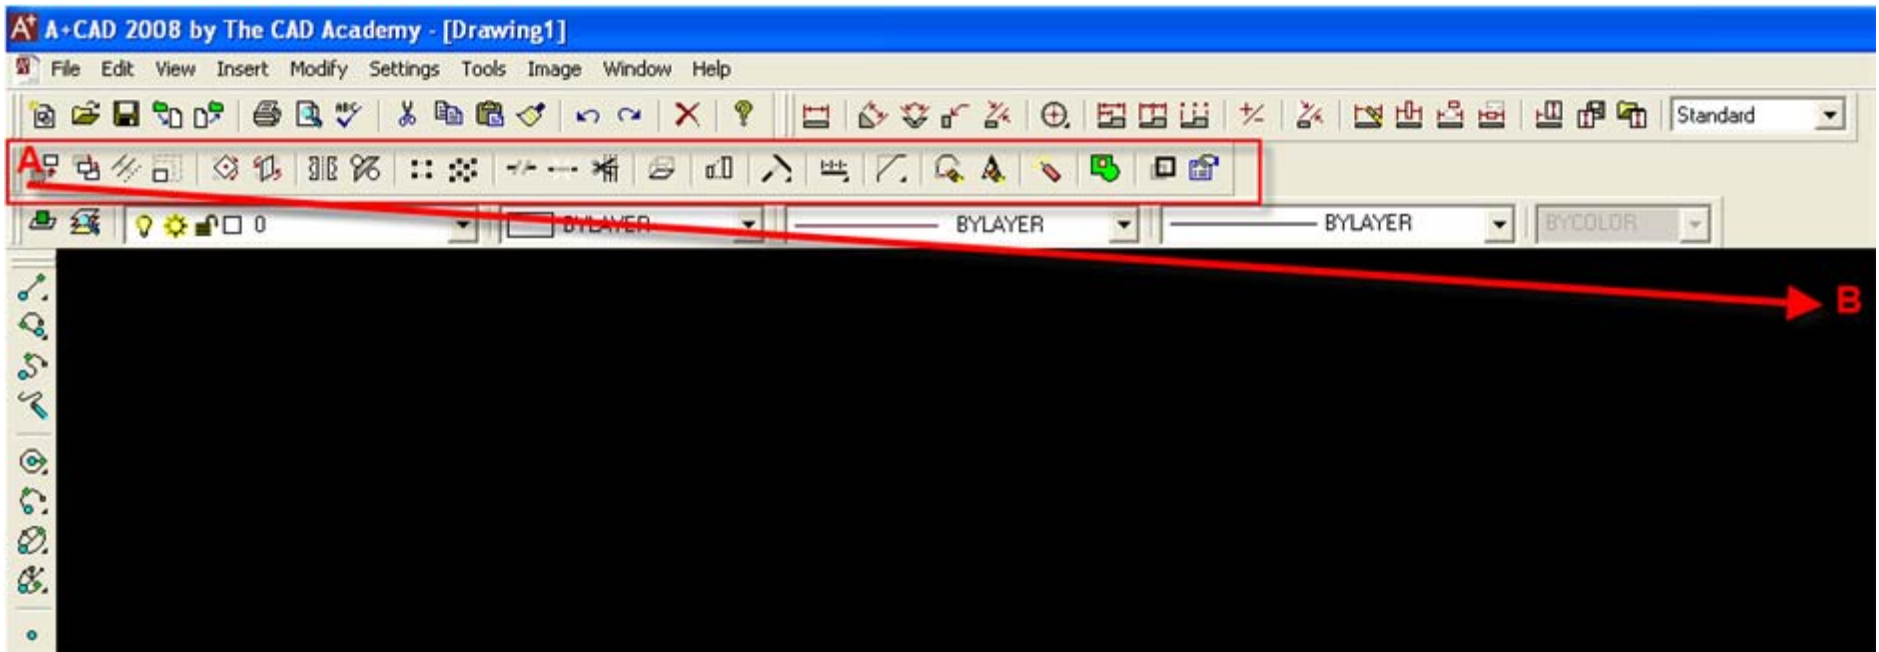 A+CAD 2008 by The CAD Academy - [Drawing1]
File Edit View Insert Modify Settings Tools Image Window Help
ABC Standard
A
0 BYLAYER BYLAYER BYLAYER BYCOLOR
B